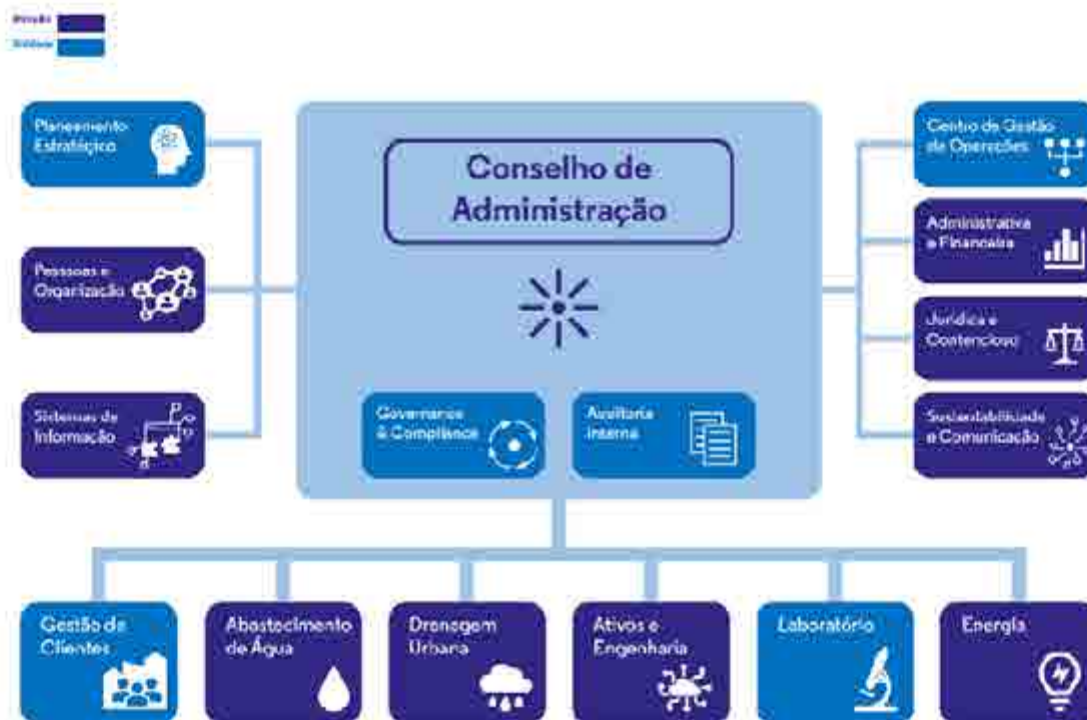 Direção
Planeamento
Estratégico
Pessoas e
Organização
Sistemas de
Informação
Conselho de
Administração
Governance
& Compliance
Auditoria
Interna
Centro de Gestão
de Operações
Administrativa
e Financeira
Jurídica e
Contencioso
Sustentabilidade
e Comunicação
Gestão de
Clientes
Abastecimento
de Água
Drenagem
Urbana
Ativos e
Engenharia
Laboratório
Energia